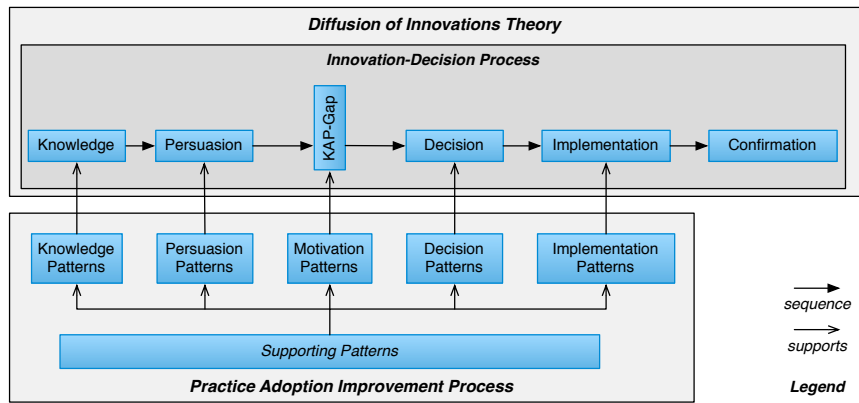 Diffusion of Innovations Theory
Innovation-Decision Process
Knowledge
Persuasion
KAP-Gap
Decision
Implementation
Confirmation
Knowledge
Patterns
Persuasion
Patterns
Motivation
Patterns
Decision
Patterns
Implementation
Patterns
Supporting Patterns
Practice Adoption Improvement Process
sequence
supports
Legend